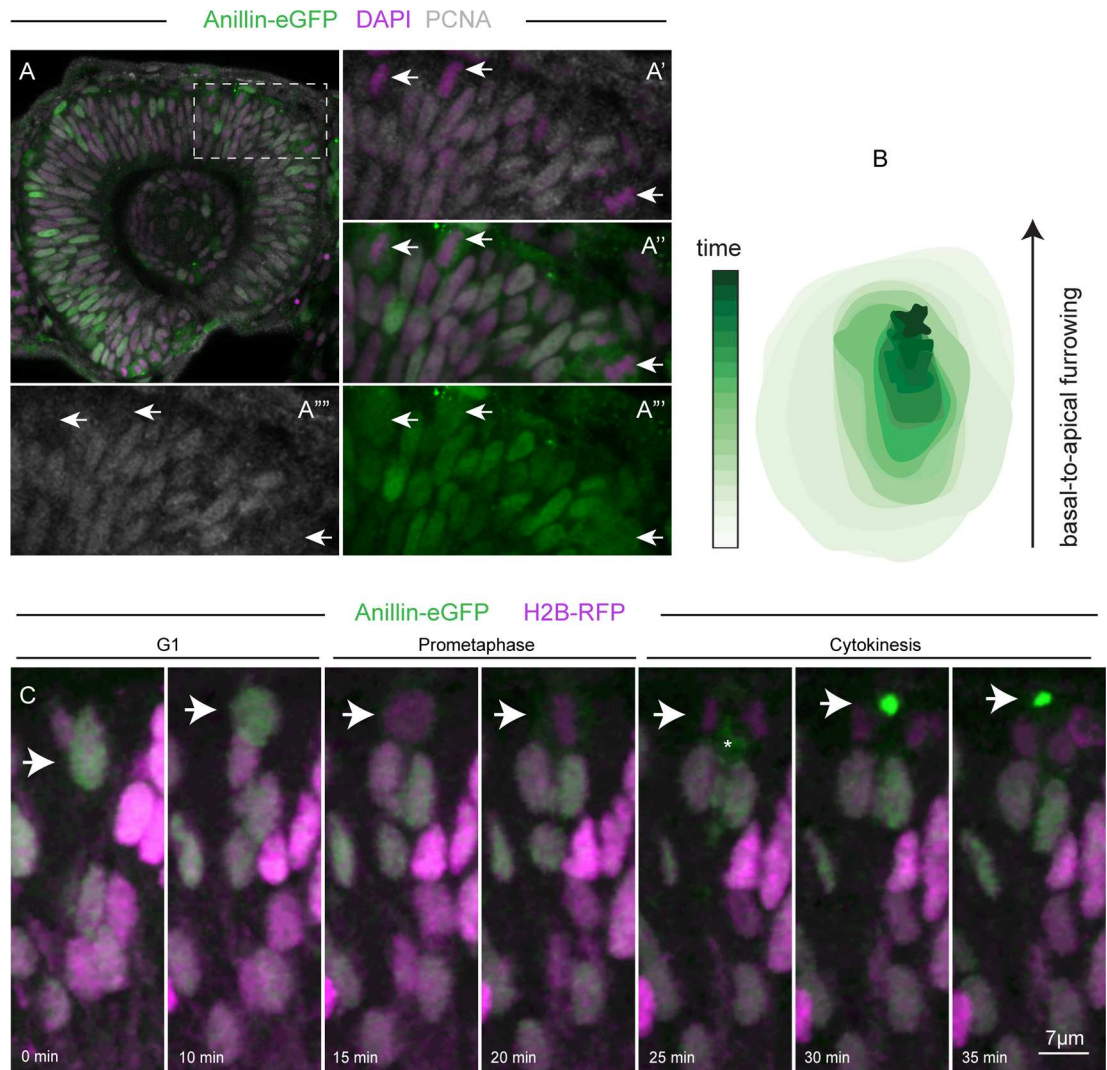 Anillin-eGFP DAPI PCNA
A
A'
A''
A''''
A'''
B
time
basal-to-apical furrowing
Anillin-eGFP H2B-RFP
G1
Prometaphase
Cytokinesis
C
*
0 min
10 min
15 min
20 min
25 min
30 min
35 min
7µm